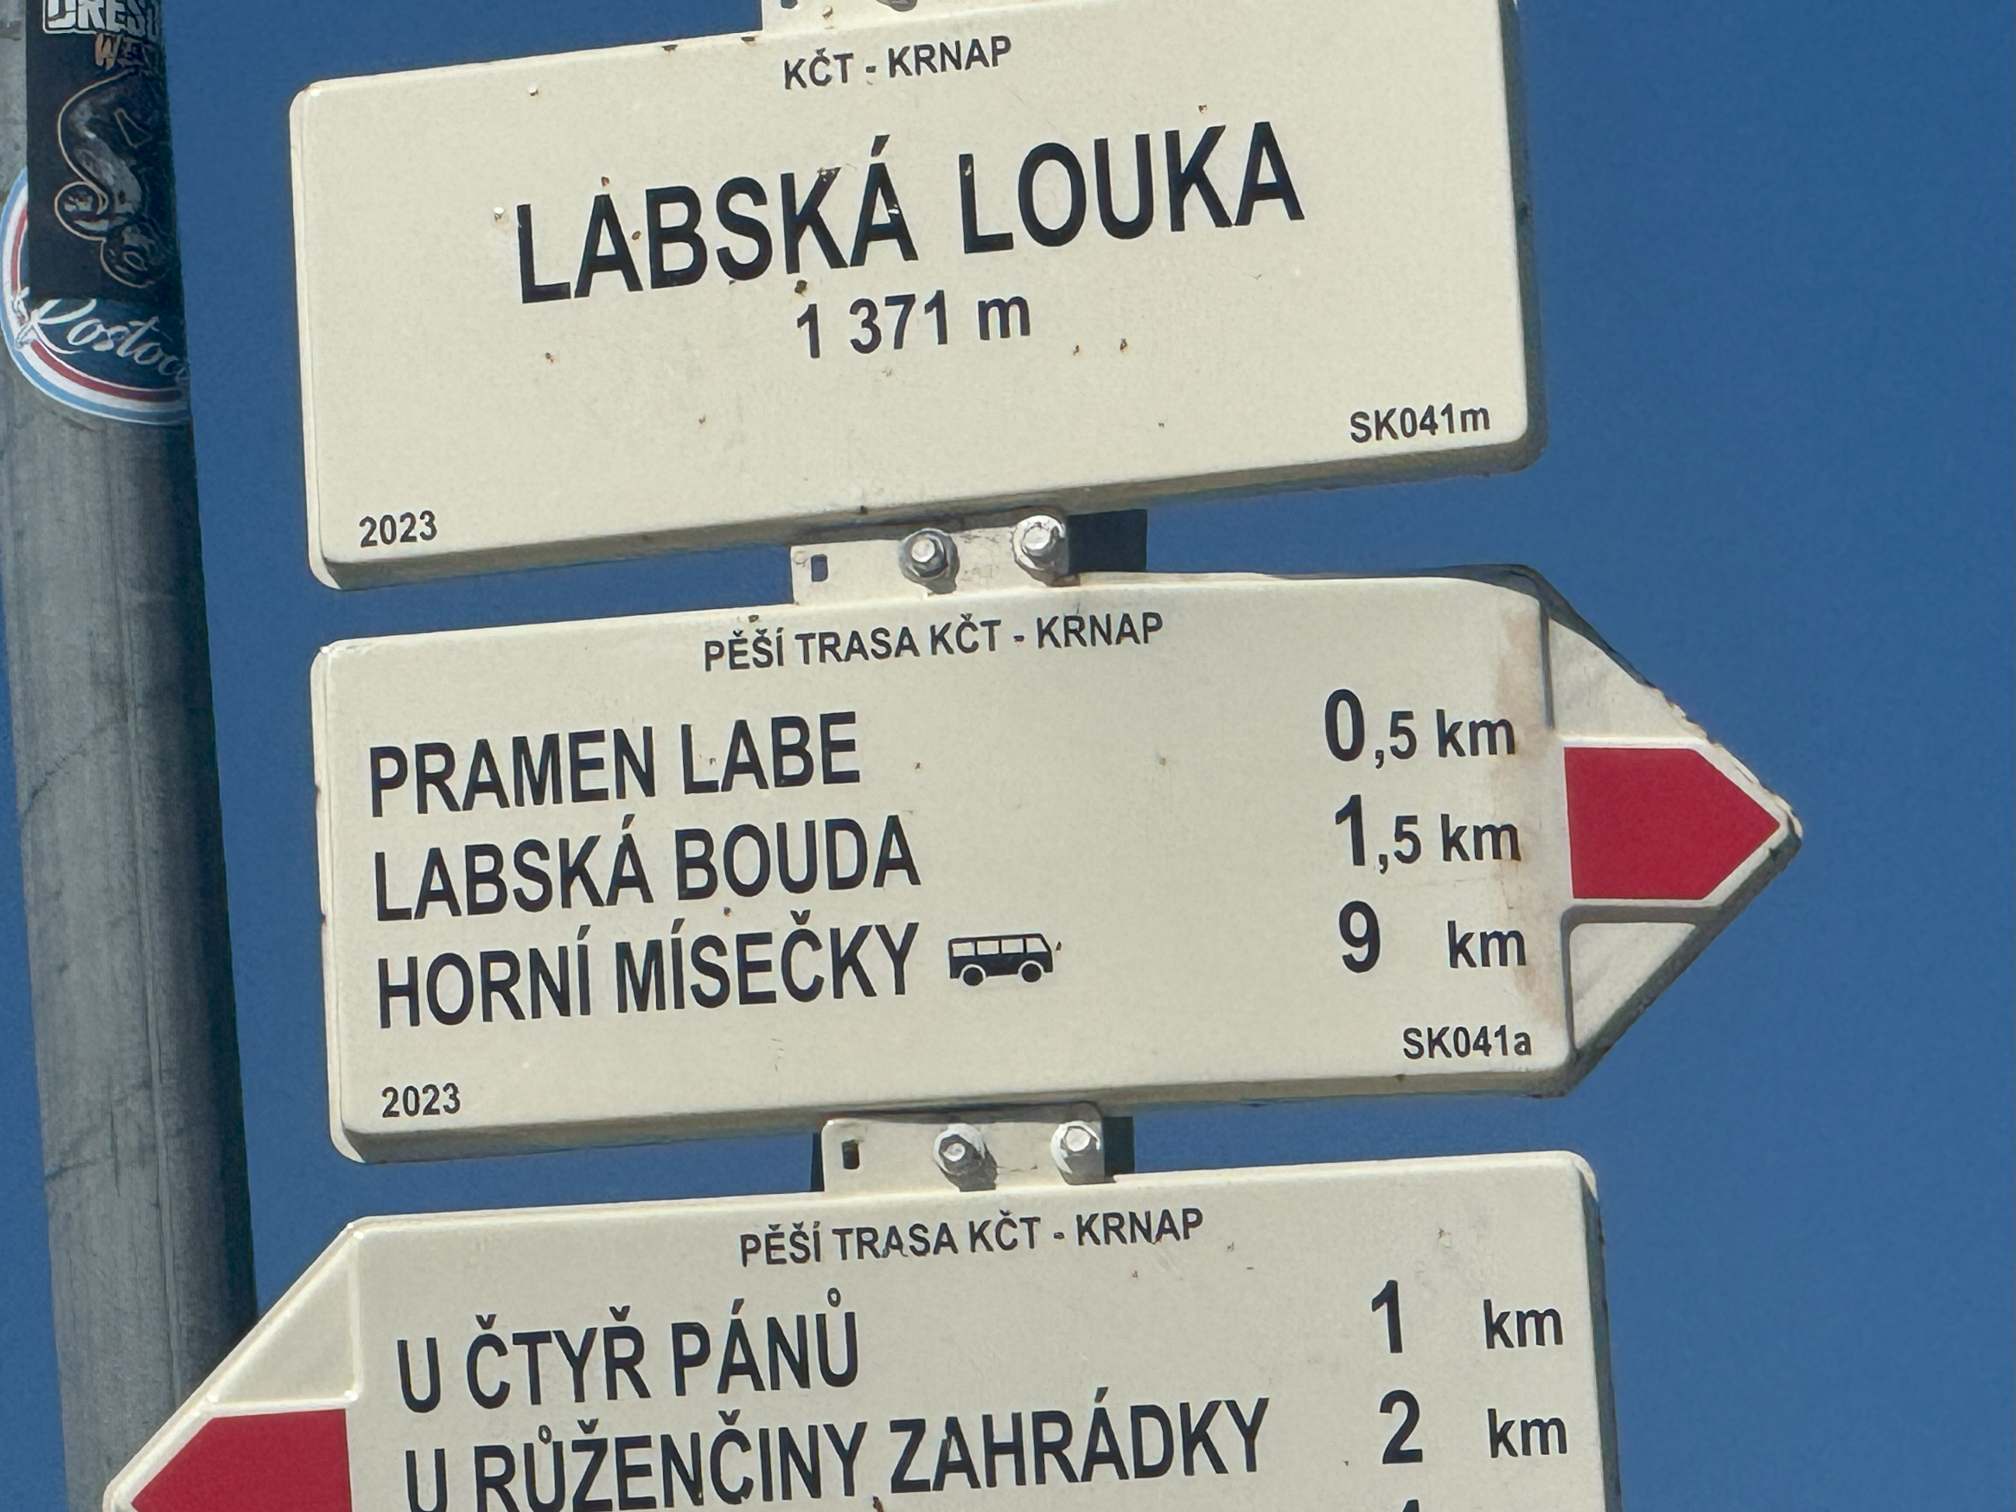 KČT - KRNAP
LABSKÁ LOUKA
1 371 m
SK041m
2023
Rostock
PĚŠÍ TRASA KČT - KRNAP
PRAMEN LABE 0,5 km
LABSKÁ BOUDA 1,5 km
HORNÍ MÍSEČKY 9 km
SK041a
2023
PĚŠÍ TRASA KČT - KRNAP
U ČTYŘ PÁNŮ 1 km
U RŮŽENČINY ZAHRÁDKY 2 km